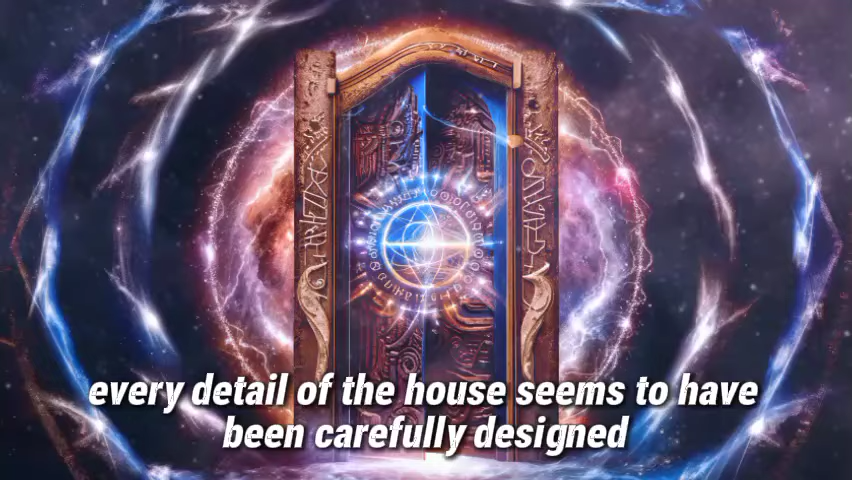 every detail of the house seems to have
been carefully designed